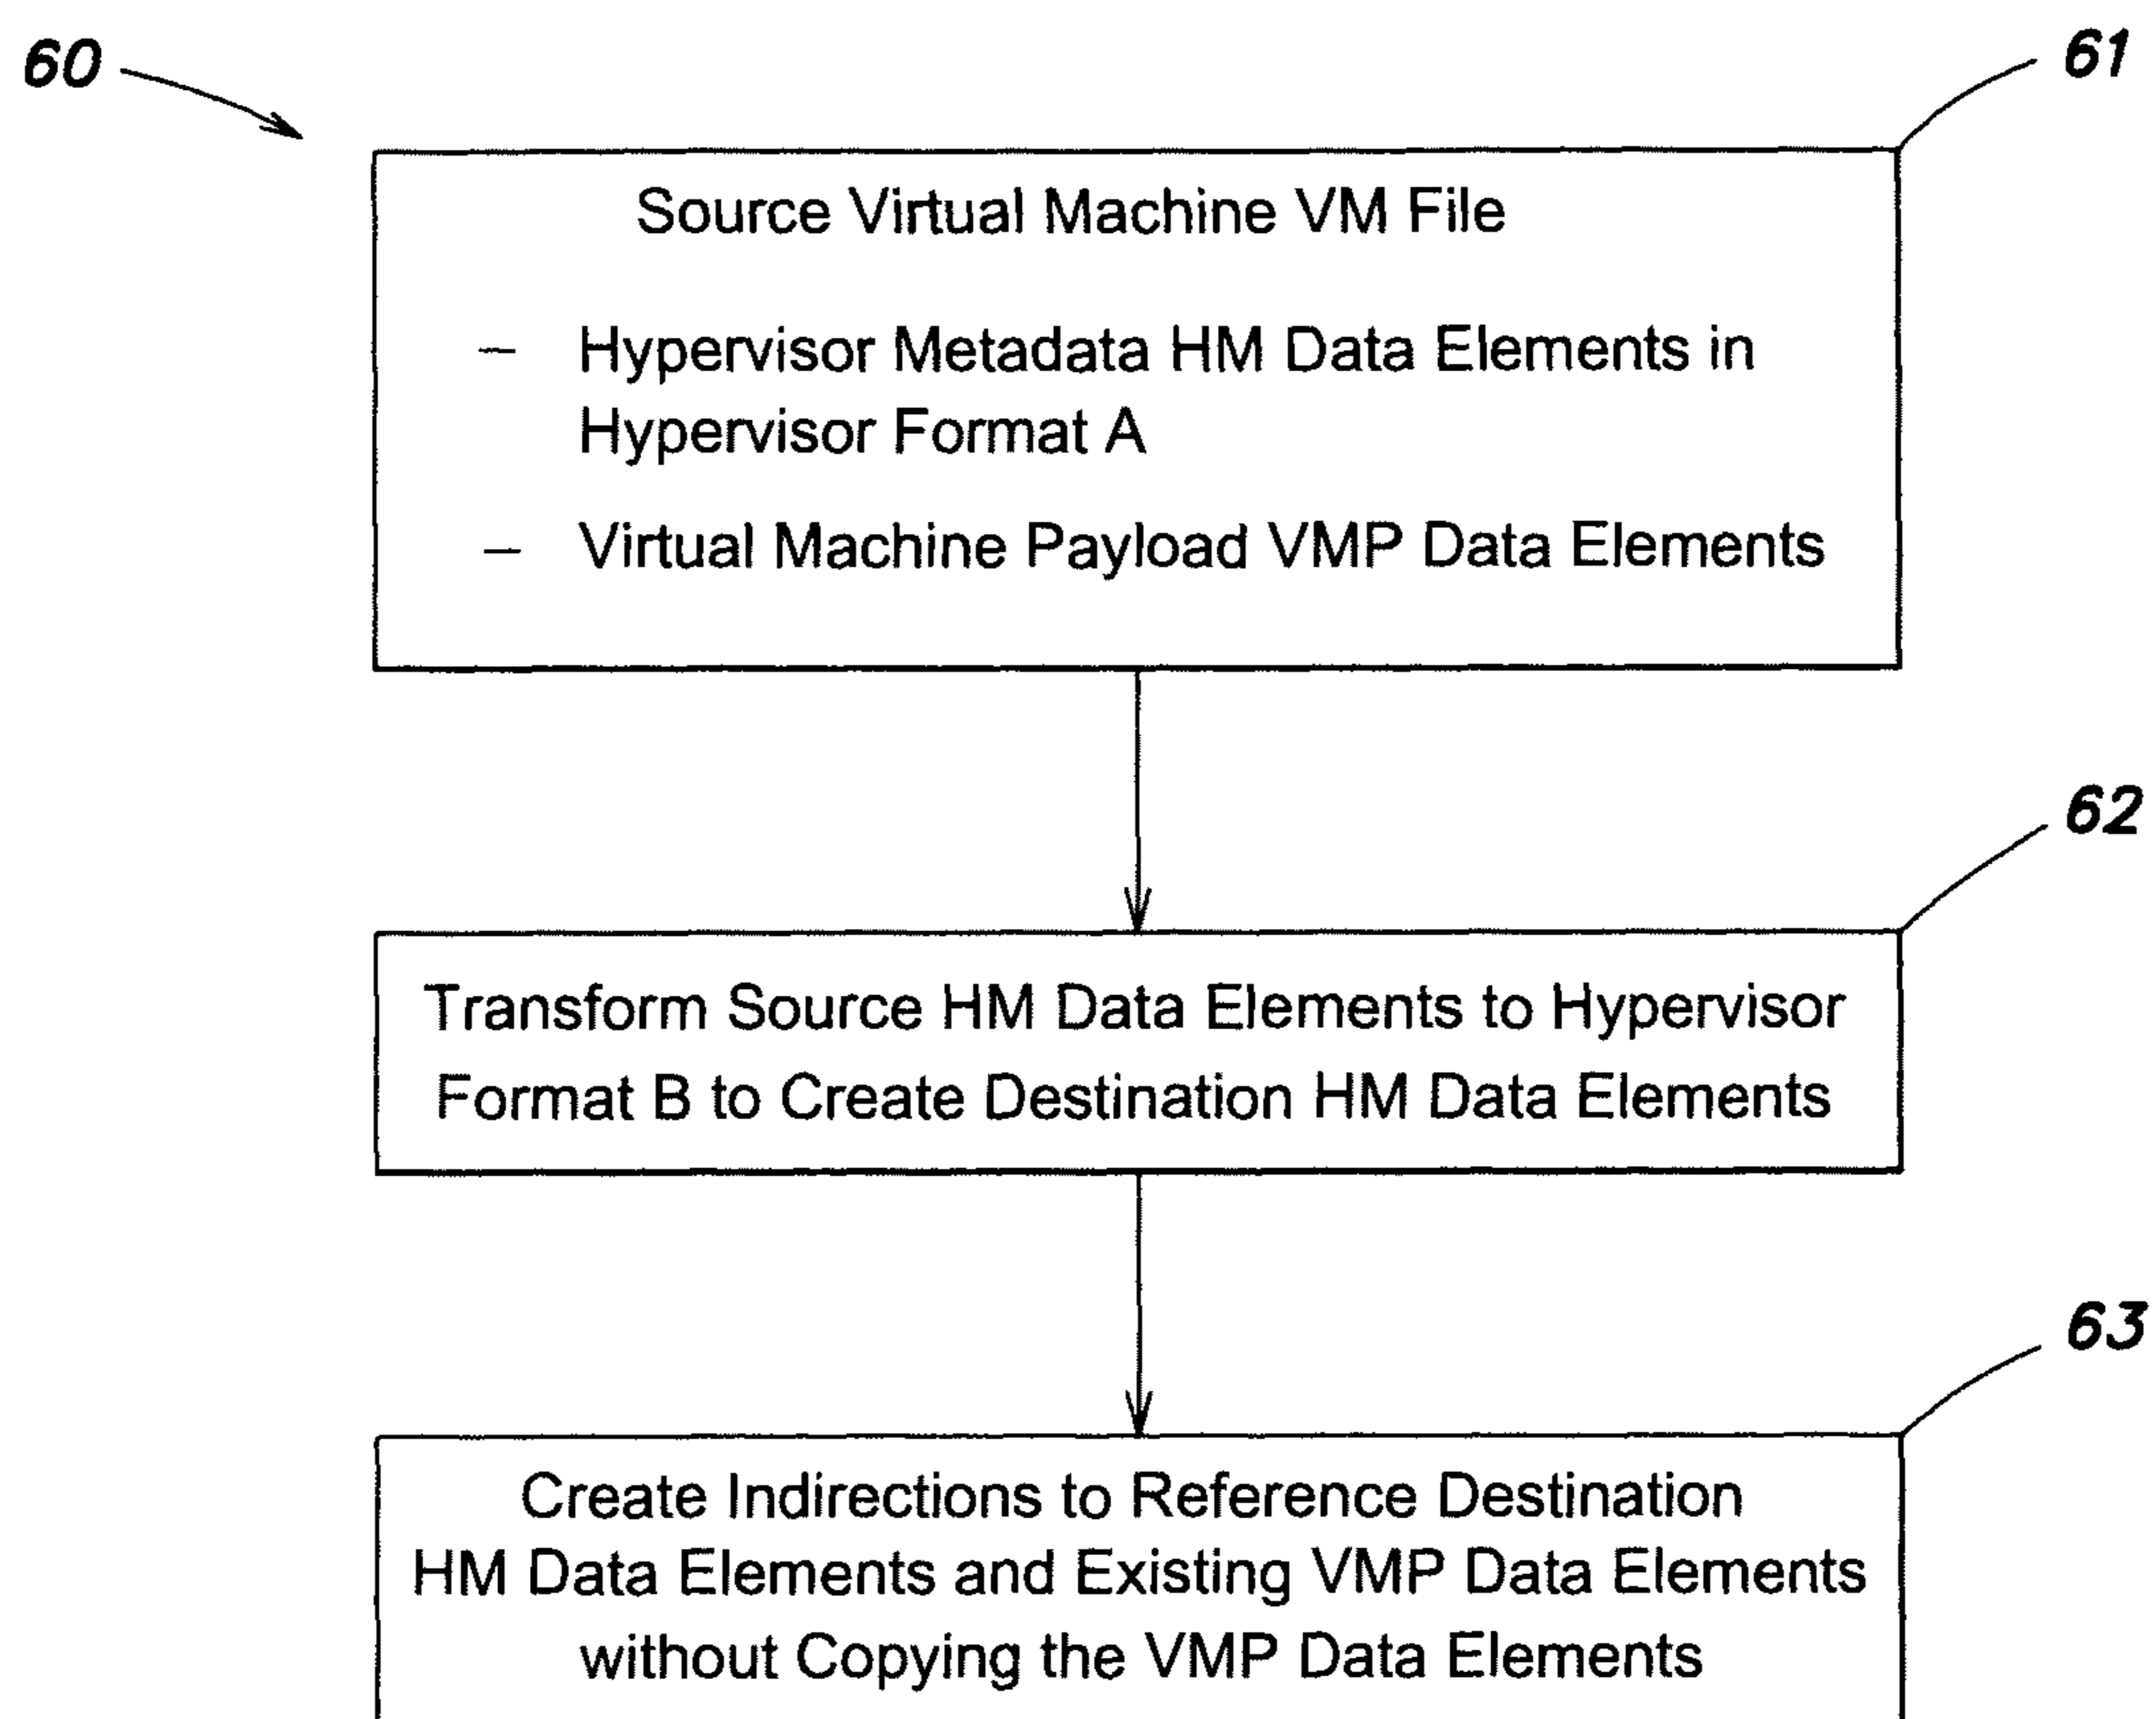 60
61
Source Virtual Machine VM File
– Hypervisor Metadata HM Data Elements in
Hypervisor Format A
– Virtual Machine Payload VMP Data Elements
62
Transform Source HM Data Elements to Hypervisor
Format B to Create Destination HM Data Elements
63
Create Indirections to Reference Destination
HM Data Elements and Existing VMP Data Elements
without Copying the VMP Data Elements